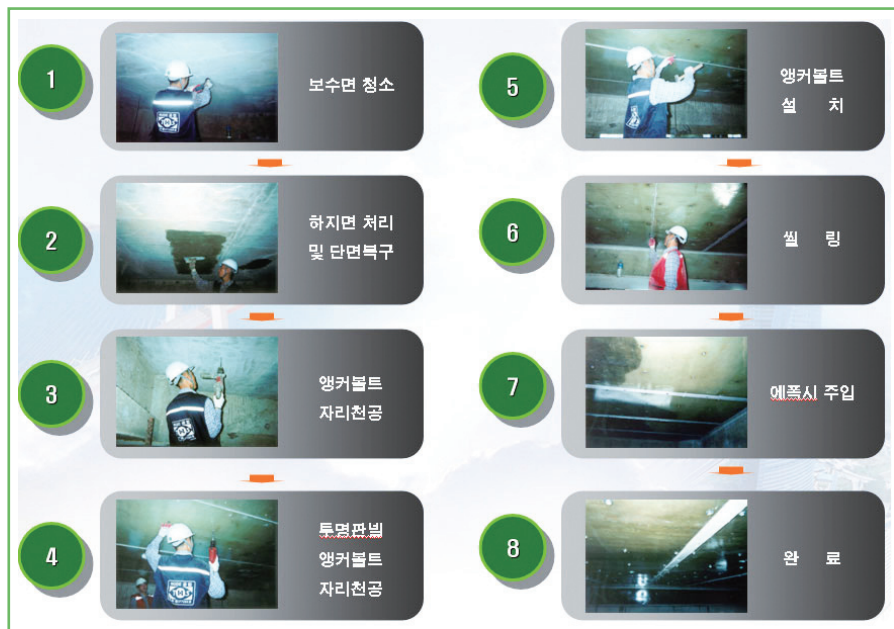 1
보수면 청소
2
하지면 처리
및 단면복구
3
앵커볼트
자리천공
4
투명판넬
앵커볼트
자리천공
5
앵커볼트
설 치
6
씰 링
7
에폭시 주입
8
완 료